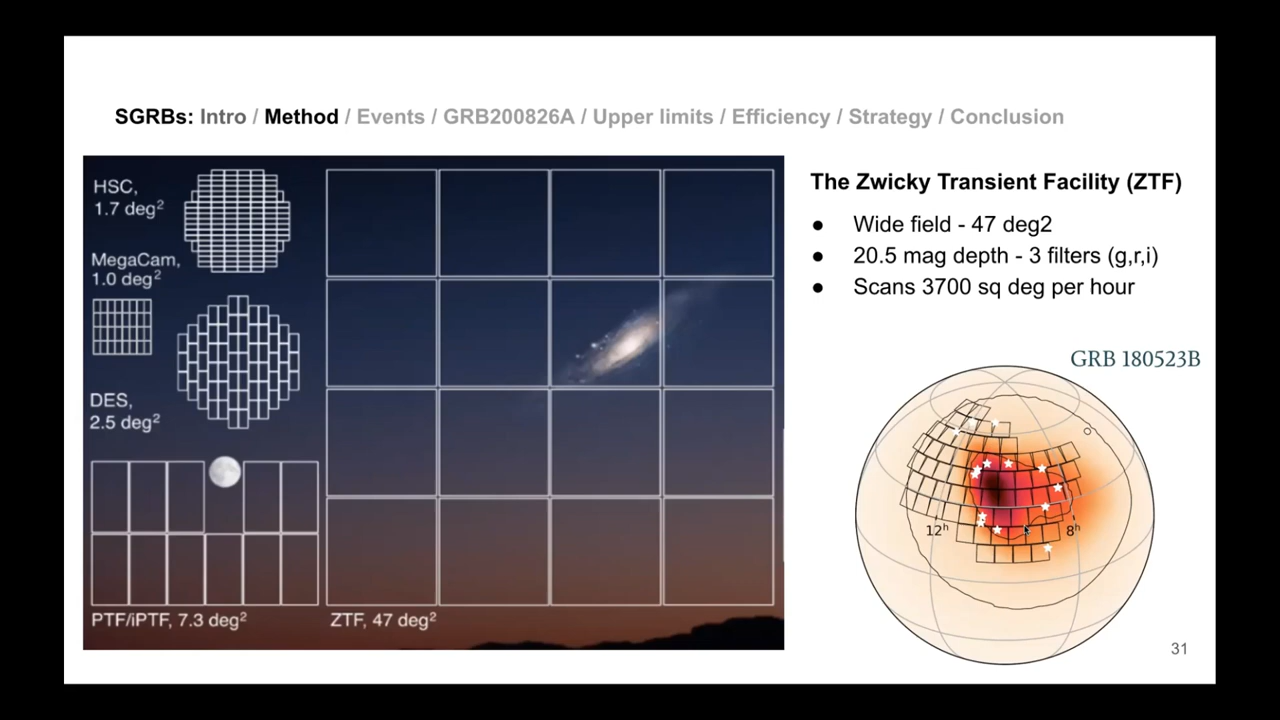 SGRBs: Intro / Method / Events / GRB200826A / Upper limits / Efficiency / Strategy / Conclusion
HSC,
1.7 deg²
MegaCam,
1.0 deg²
DES,
2.5 deg²
PTF/iPTF, 7.3 deg²
ZTF, 47 deg²
The Zwicky Transient Facility (ZTF)
● Wide field - 47 deg2
● 20.5 mag depth - 3 filters (g,r,i)
● Scans 3700 sq deg per hour
GRB 180523B
12ʰ
8ʰ
31